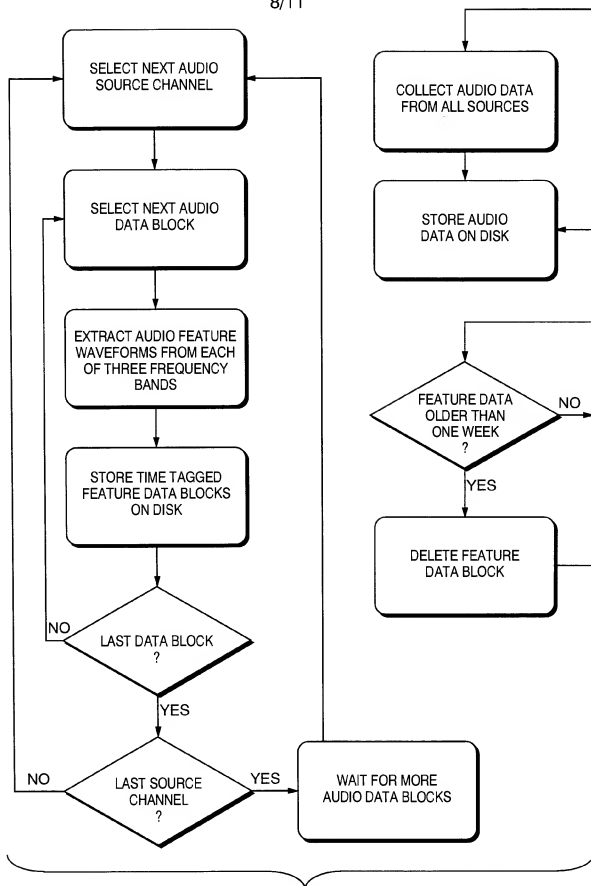 8/11
SELECT NEXT AUDIO
SOURCE CHANNEL
SELECT NEXT AUDIO
DATA BLOCK
EXTRACT AUDIO FEATURE
WAVEFORMS FROM EACH
OF THREE FREQUENCY
BANDS
STORE TIME TAGGED
FEATURE DATA BLOCKS
ON DISK
NO
LAST DATA BLOCK
?
YES
NO
LAST SOURCE
CHANNEL
?
YES
WAIT FOR MORE
AUDIO DATA BLOCKS
COLLECT AUDIO DATA
FROM ALL SOURCES
STORE AUDIO
DATA ON DISK
FEATURE DATA
OLDER THAN
ONE WEEK
?
NO
YES
DELETE FEATURE
DATA BLOCK